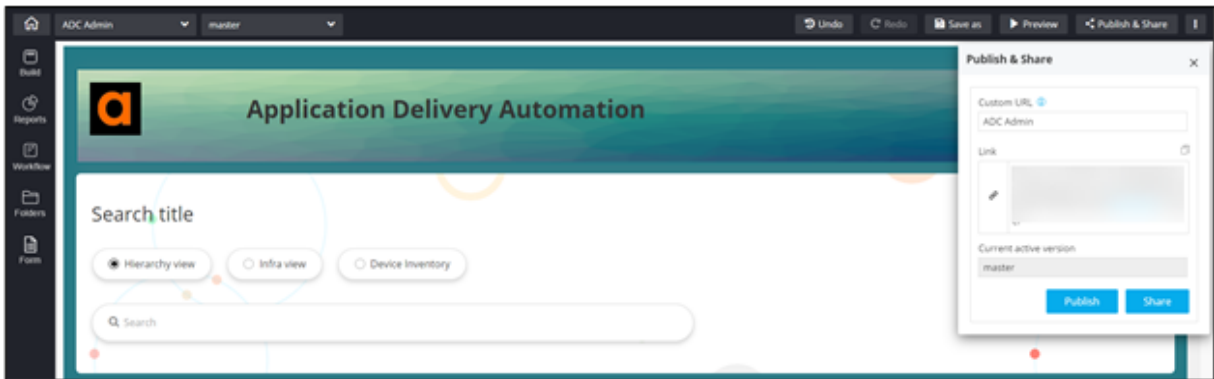 ADC Admin
master
Undo
Redo
Save as
Preview
Publish & Share
Build
Reports
Workflow
Folders
Form
a
Application Delivery Automation
Search title
Hierarchy view
Infra view
Device Inventory
Search
Publish & Share
Custom URL
ADC Admin
Link
Current active version
master
Publish
Share